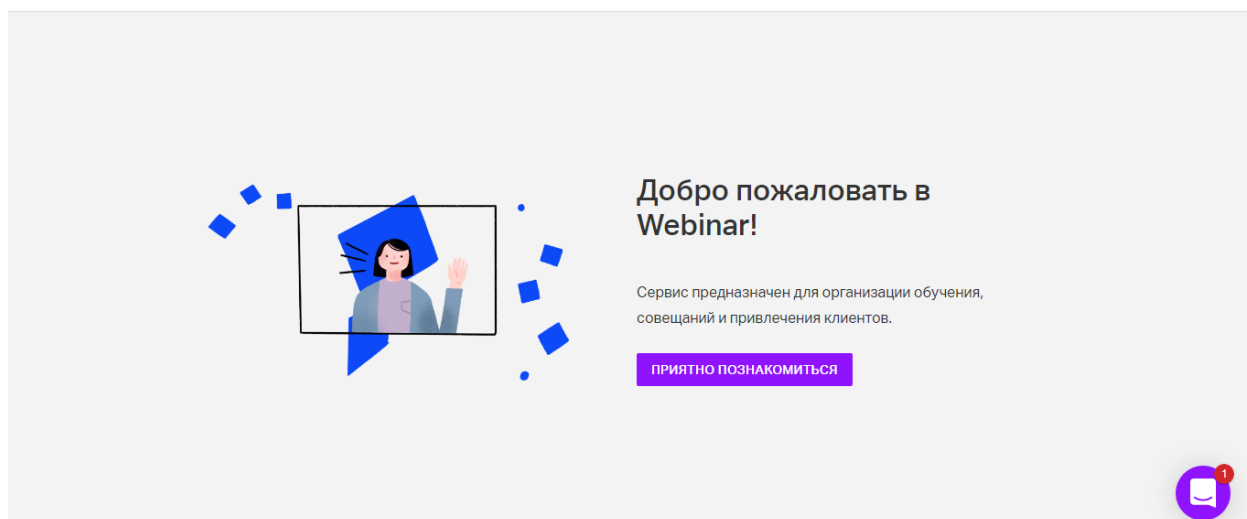 Добро пожаловать в
Webinar!
Сервис предназначен для организации обучения,
совещаний и привлечения клиентов.
ПРИЯТНО ПОЗНАКОМИТЬСЯ
1